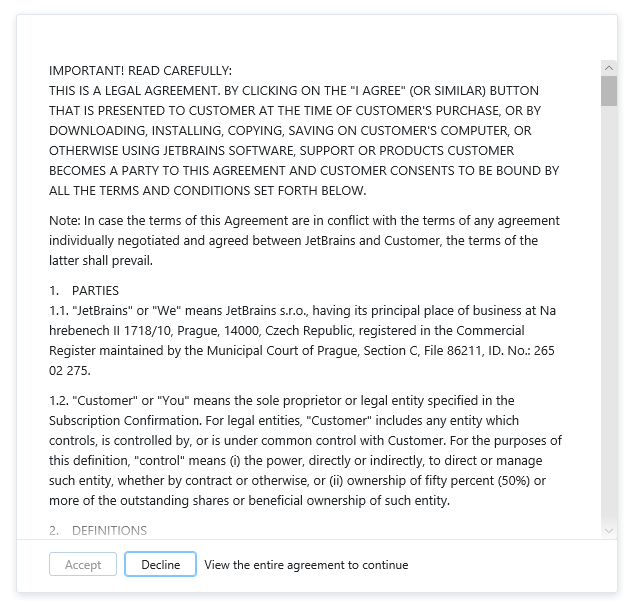 IMPORTANT! READ CAREFULLY:
THIS IS A LEGAL AGREEMENT. BY CLICKING ON THE "I AGREE" (OR SIMILAR) BUTTON
THAT IS PRESENTED TO CUSTOMER AT THE TIME OF CUSTOMER'S PURCHASE, OR BY
DOWNLOADING, INSTALLING, COPYING, SAVING ON CUSTOMER'S COMPUTER, OR
OTHERWISE USING JETBRAINS SOFTWARE, SUPPORT OR PRODUCTS CUSTOMER
BECOMES A PARTY TO THIS AGREEMENT AND CUSTOMER CONSENTS TO BE BOUND BY
ALL THE TERMS AND CONDITIONS SET FORTH BELOW.
Note: In case the terms of this Agreement are in conflict with the terms of any agreement
individually negotiated and agreed between JetBrains and Customer, the terms of the
latter shall prevail.
1. PARTIES
1.1. "JetBrains" or "We" means JetBrains s.r.o., having its principal place of business at Na
hrebenech II 1718/10, Prague, 14000, Czech Republic, registered in the Commercial
Register maintained by the Municipal Court of Prague, Section C, File 86211, ID. No.: 265
02 275.
1.2. "Customer" or "You" means the sole proprietor or legal entity specified in the
Subscription Confirmation. For legal entities, "Customer" includes any entity which
controls, is controlled by, or is under common control with Customer. For the purposes of
this definition, "control" means (i) the power, directly or indirectly, to direct or manage
such entity, whether by contract or otherwise, or (ii) ownership of fifty percent (50%) or
more of the outstanding shares or beneficial ownership of such entity.
2. DEFINITIONS
Accept Decline View the entire agreement to continue